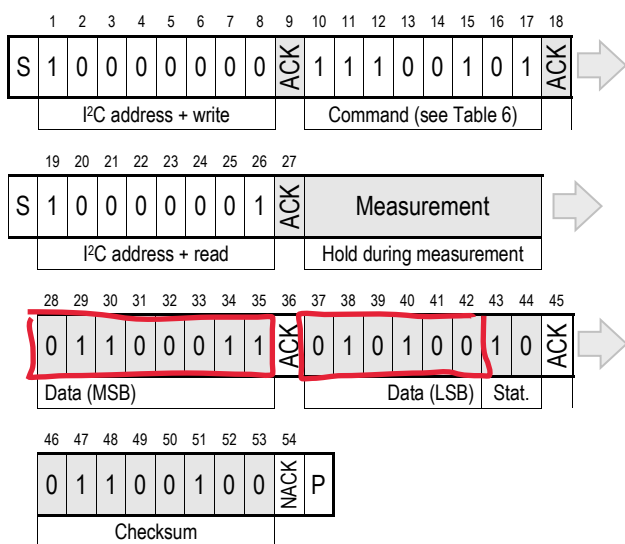 1 2 3 4 5 6 7 8 9 10 11 12 13 14 15 16 17 18
S 1 0 0 0 0 0 0 0 ACK 1 1 1 0 0 1 0 1 ACK
I²C address + write Command (see Table 6)
19 20 21 22 23 24 25 26 27
S 1 0 0 0 0 0 0 1 ACK Measurement
I²C address + read Hold during measurement
28 29 30 31 32 33 34 35 36 37 38 39 40 41 42 43 44 45
0 1 1 0 0 0 1 1 ACK 0 1 0 1 0 0 1 0 ACK
Data (MSB) Data (LSB) Stat.
46 47 48 49 50 51 52 53 54
0 1 1 0 0 1 0 0 NACK P
Checksum